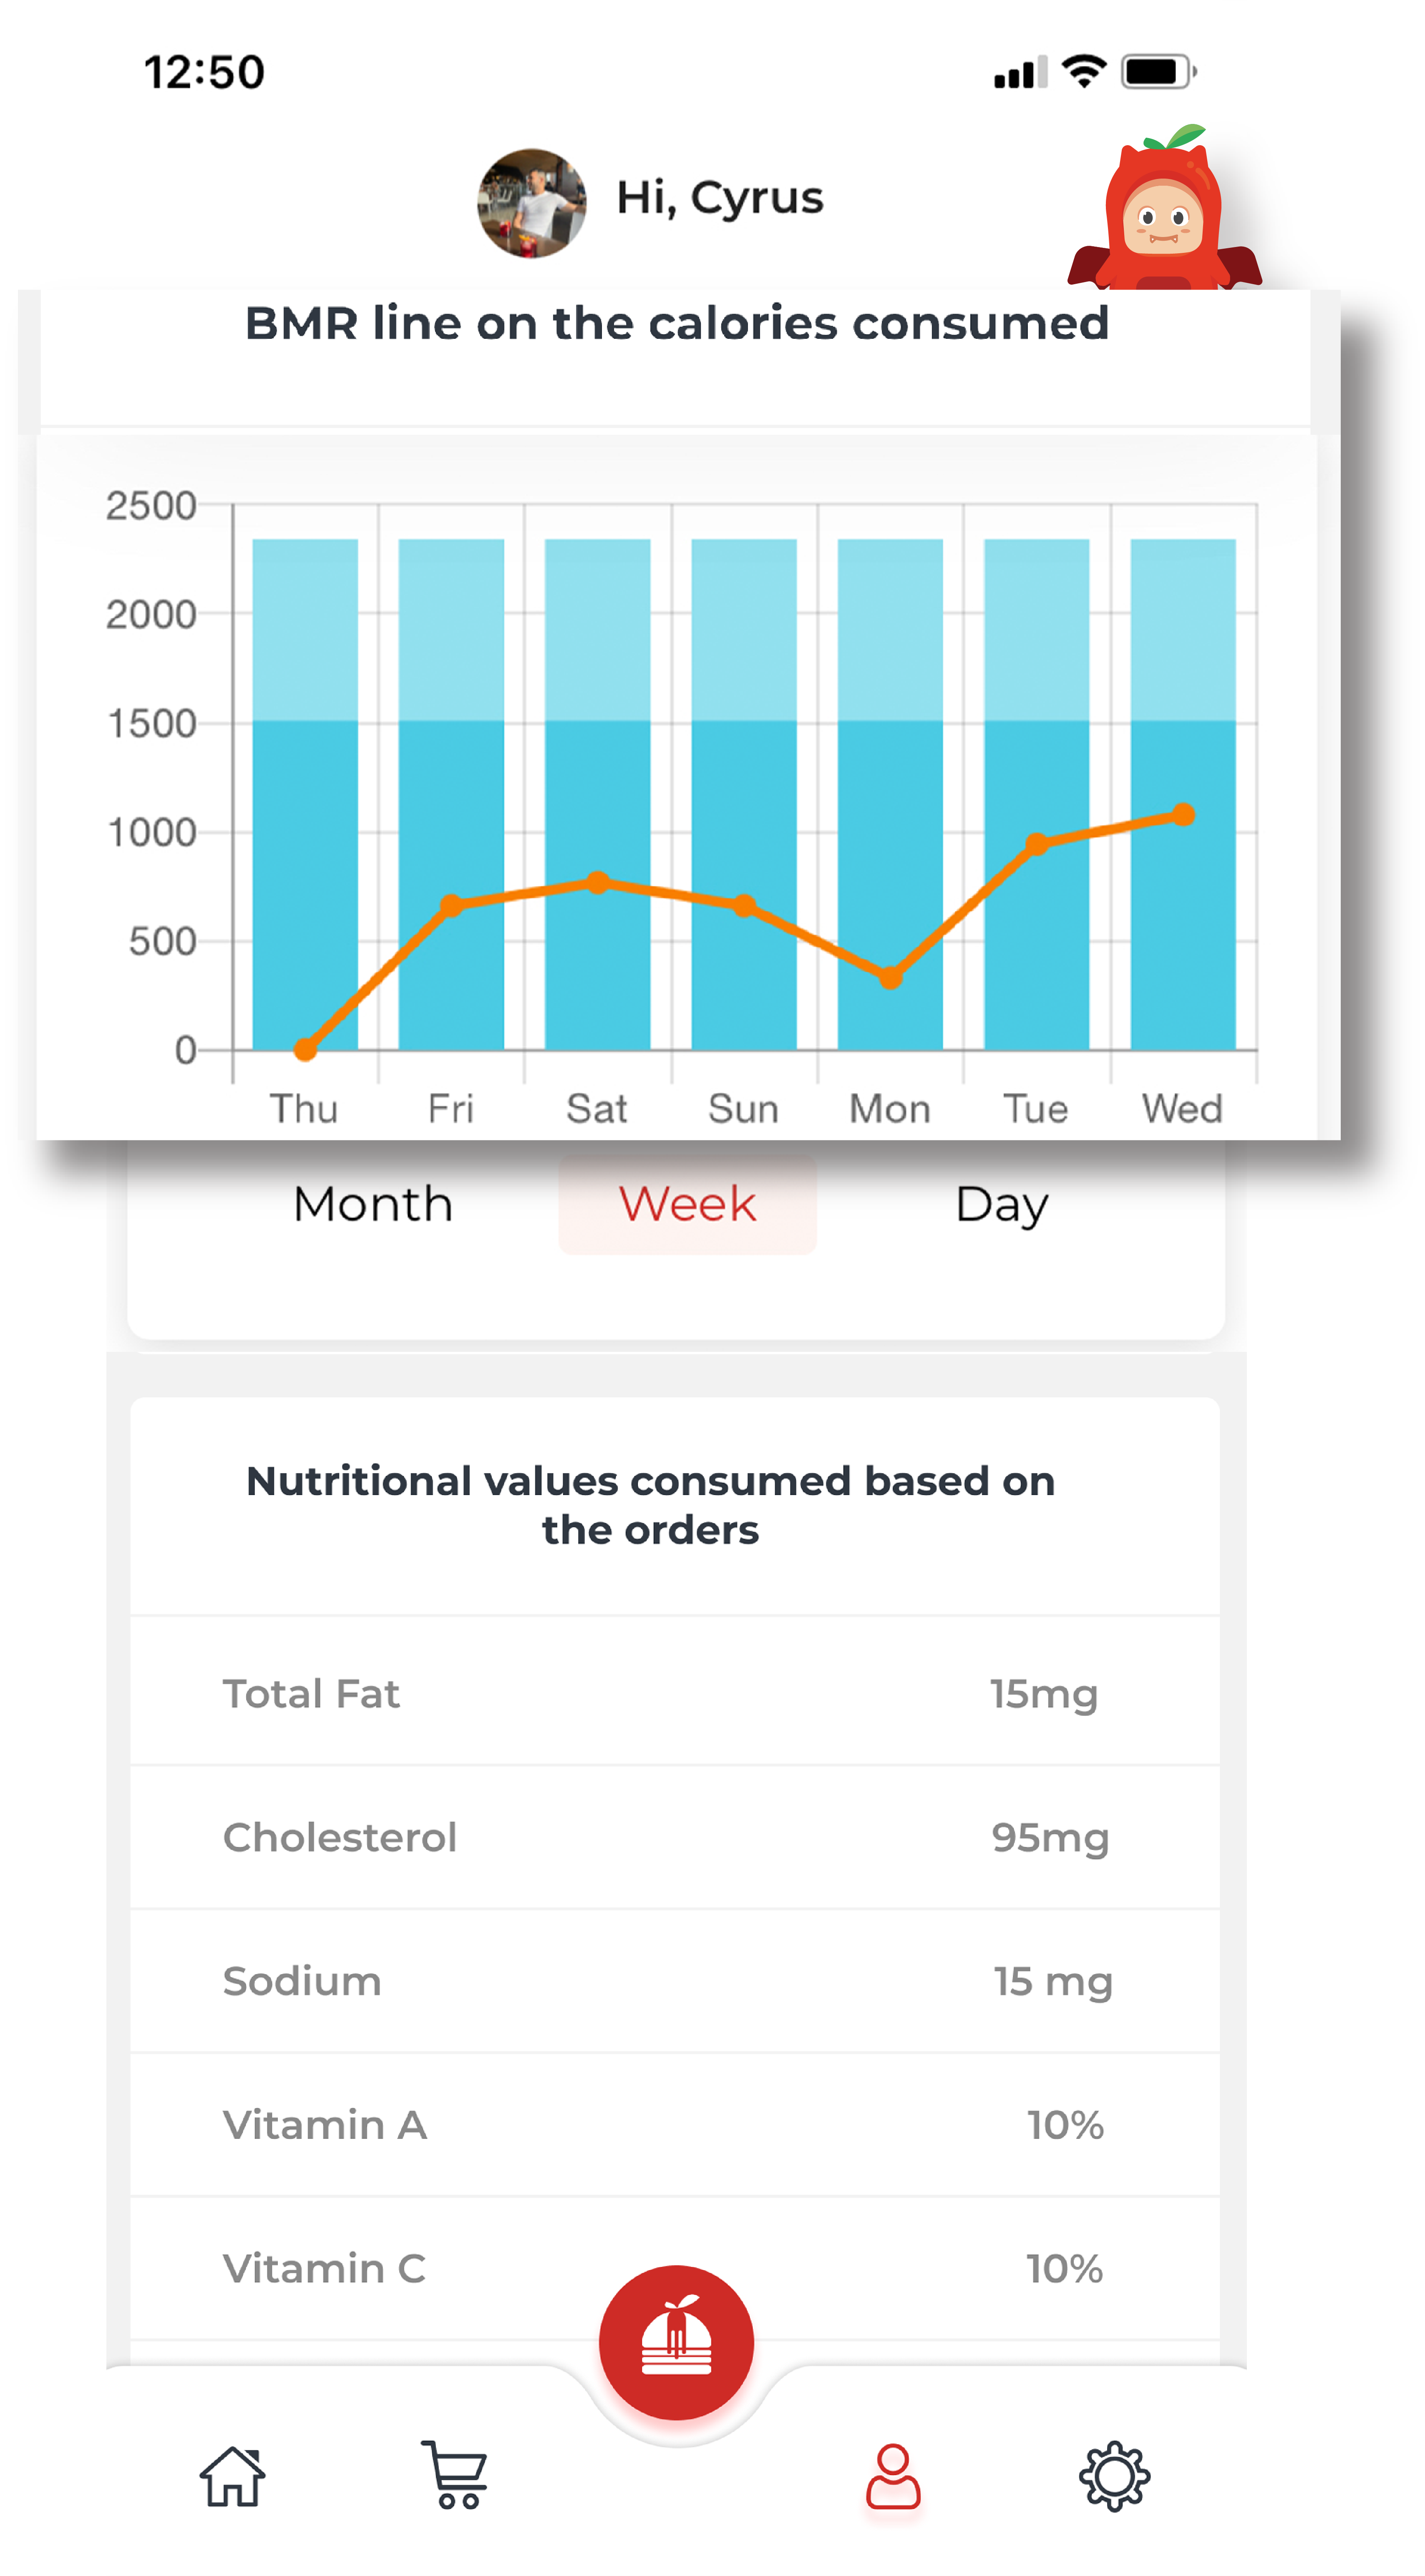 12:50
Hi, Cyrus
BMR line on the calories consumed
2500
2000
1500
1000
500
0
Thu Fri Sat Sun Mon Tue Wed
Month Week Day
Nutritional values consumed based on
the orders
Total Fat 15mg
Cholesterol 95mg
Sodium 15 mg
Vitamin A 10%
Vitamin C 10%